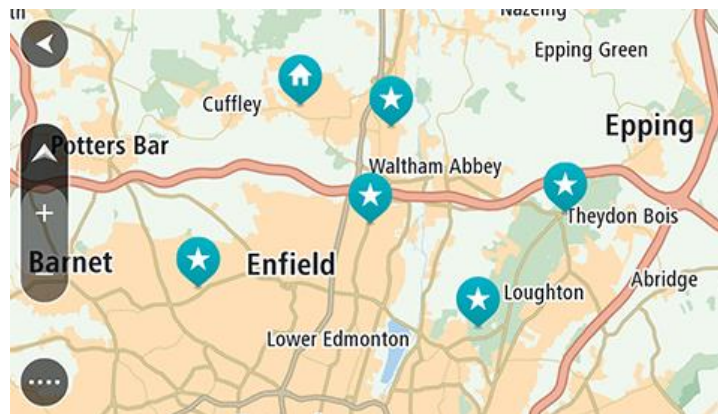 Nazeing
Epping Green
Cuffley
Epping
Potters Bar
Waltham Abbey
Theydon Bois
Barnet
Enfield
Loughton
Abridge
Lower Edmonton